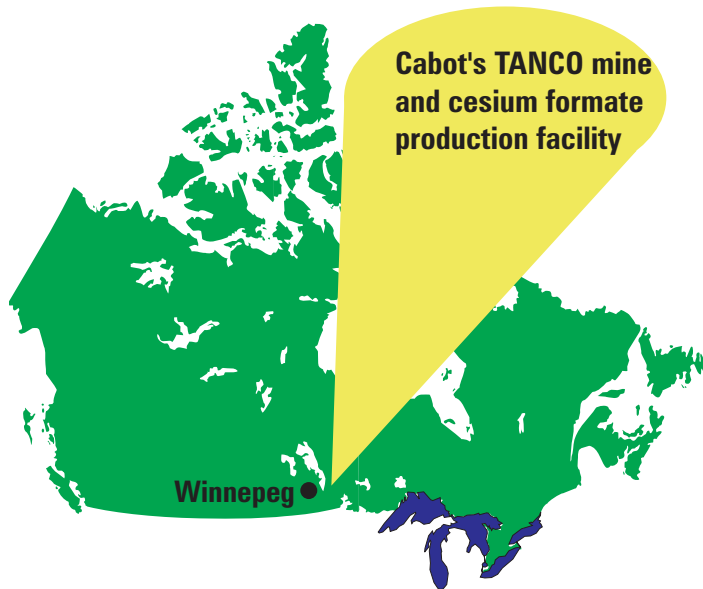 Cabot's TANCO mine
and cesium formate
production facility
Winnepeg